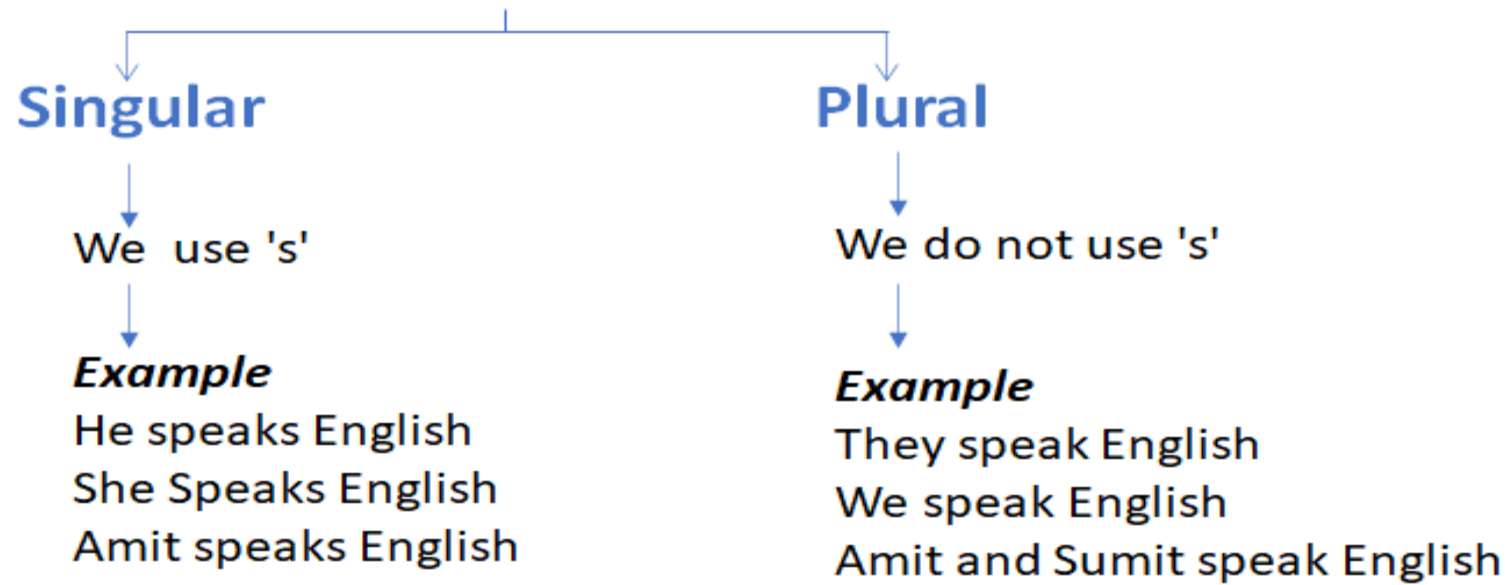 Singular
We use 's'
Example
He speaks English
She Speaks English
Amit speaks English
Plural
We do not use 's'
Example
They speak English
We speak English
Amit and Sumit speak English